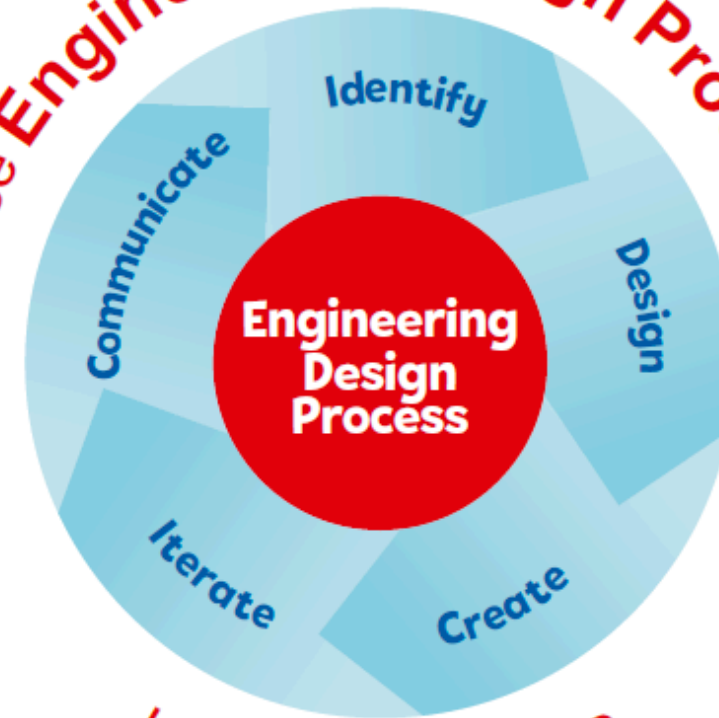 Identify
Design
Create
Iterate
Communicate
Engineering
Design
Process